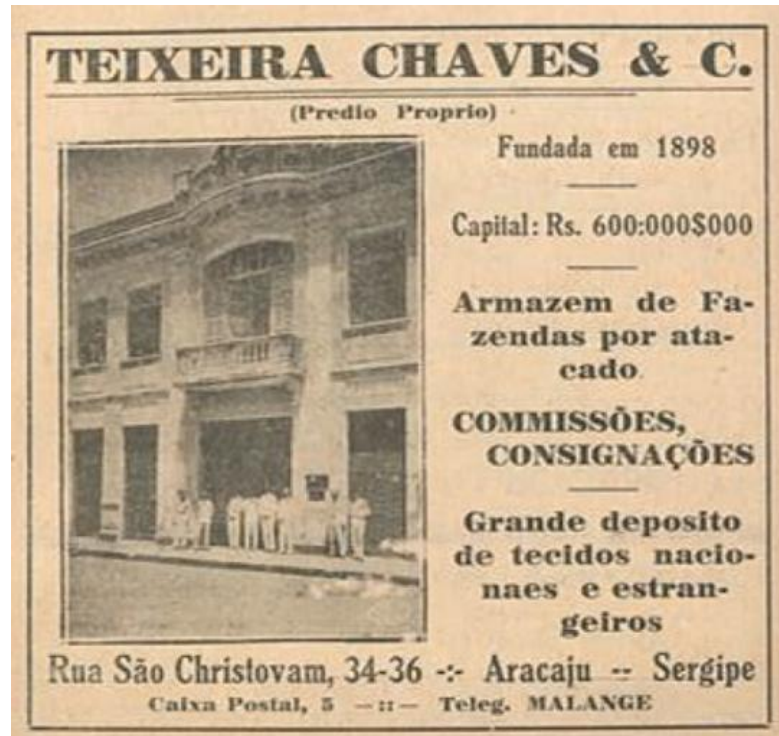 TEIXEIRA CHAVES & C.
(Predio Proprio)
Fundada em 1898
Capital: Rs. 600:000$000
Armazem de Fa-
zendas por ata-
cado
COMMISSÕES,
CONSIGNAÇÕES
Grande deposito
de tecidos nacio-
naes e estran-
geiros
Rua São Christovam, 34-36 -:- Aracaju -- Sergipe
Caixa Postal, 5 —::— Teleg. MALANGE